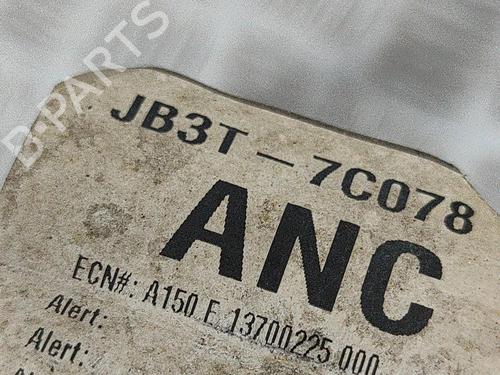 B-PARTS
JB3T - 7C078
ANC
ECN#: A150 F 13700225 000
Alert:
Alert: